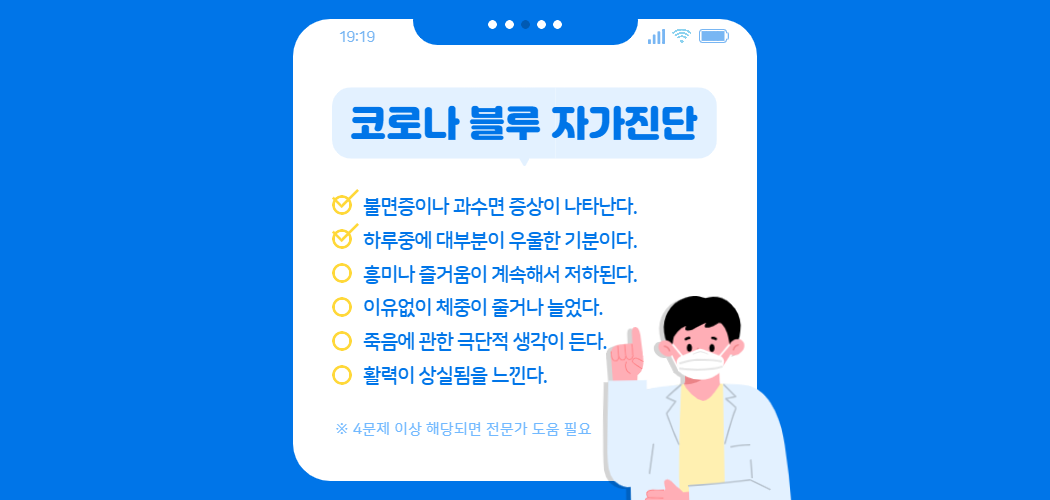 19:19
코로나 블루 자가진단
불면증이나 과수면 증상이 나타난다.
하루중에 대부분이 우울한 기분이다.
흥미나 즐거움이 계속해서 저하된다.
이유없이 체중이 줄거나 늘었다.
죽음에 관한 극단적 생각이 든다.
활력이 상실됨을 느낀다.
※ 4문제 이상 해당되면 전문가 도움 필요